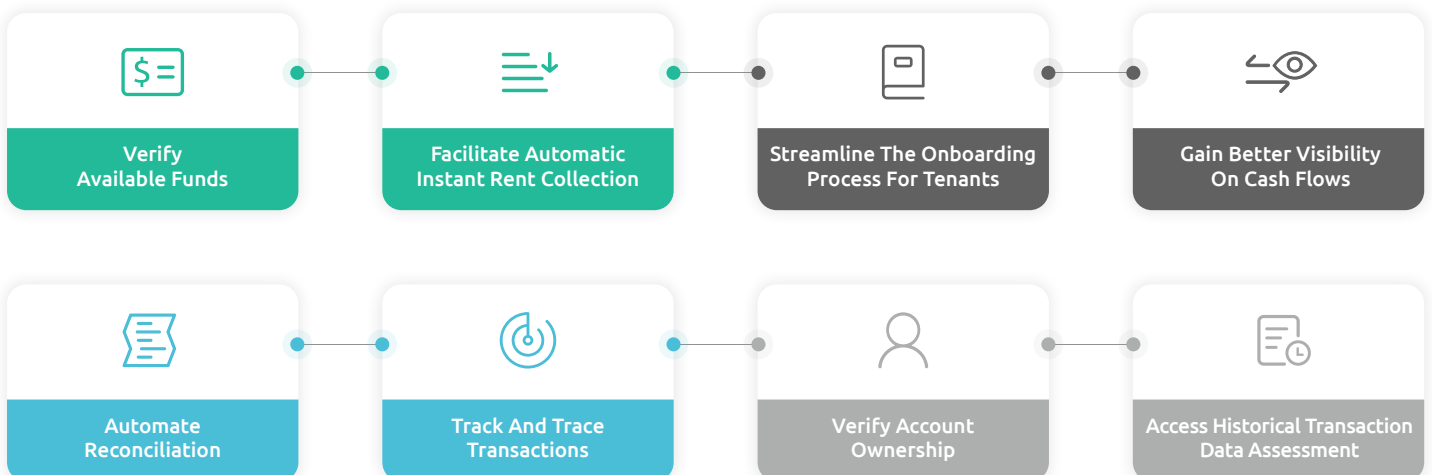 Verify
Available Funds
Facilitate Automatic
Instant Rent Collection
Streamline The Onboarding
Process For Tenants
Gain Better Visibility
On Cash Flows
Automate
Reconciliation
Track And Trace
Transactions
Verify Account
Ownership
Access Historical Transaction
Data Assessment